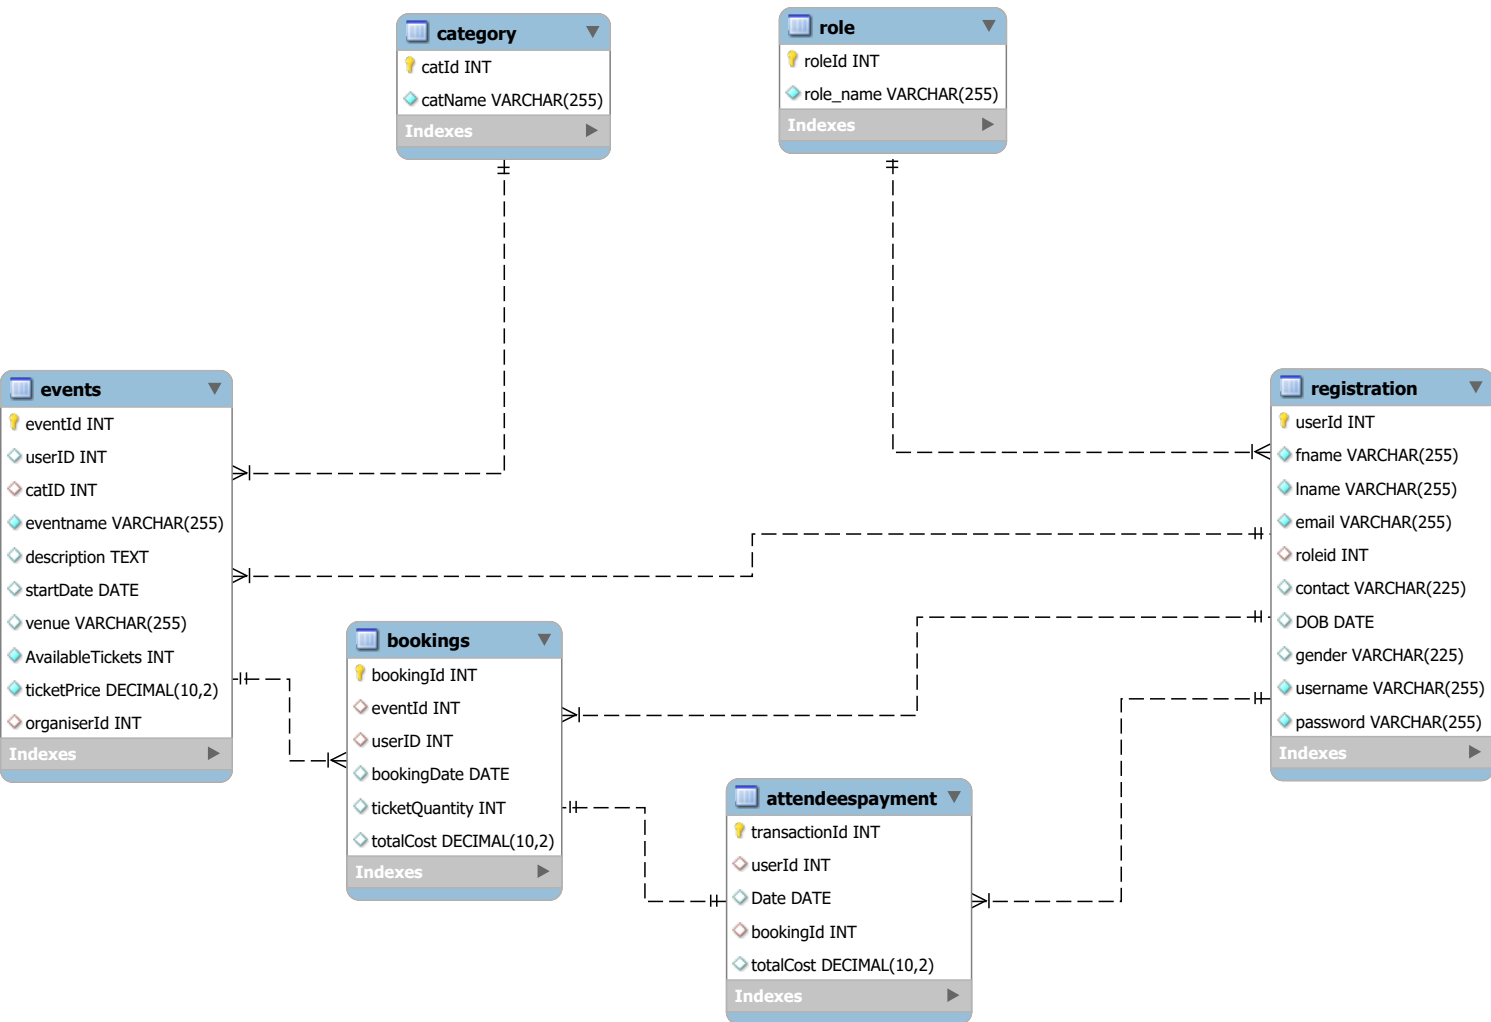 category
catId INT
catName VARCHAR(255)
Indexes
role
roleId INT
role_name VARCHAR(255)
Indexes
events
eventId INT
userID INT
catID INT
eventname VARCHAR(255)
description TEXT
startDate DATE
venue VARCHAR(255)
AvailableTickets INT
ticketPrice DECIMAL(10,2)
organiserId INT
Indexes
registration
userId INT
fname VARCHAR(255)
lname VARCHAR(255)
email VARCHAR(255)
roleid INT
contact VARCHAR(225)
DOB DATE
gender VARCHAR(225)
username VARCHAR(255)
password VARCHAR(255)
Indexes
bookings
bookingId INT
eventId INT
userID INT
bookingDate DATE
ticketQuantity INT
totalCost DECIMAL(10,2)
Indexes
attendeespayment
transactionId INT
userId INT
Date DATE
bookingId INT
totalCost DECIMAL(10,2)
Indexes